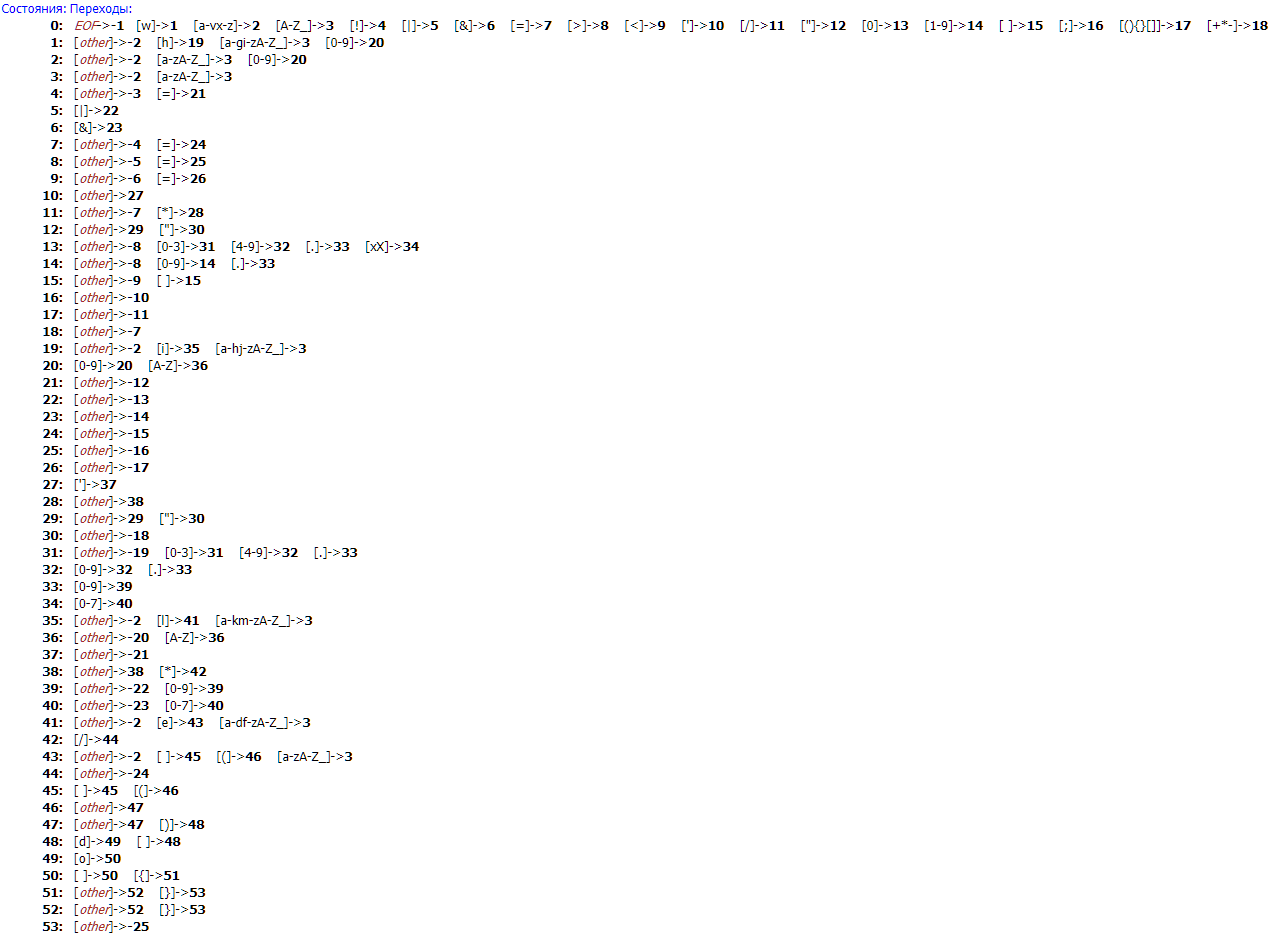 Состояния: Переходы:
0: EOF->-1 [w]->1 [a-vx-z]->2 [A-Z_]->3 [!]->4 [|]->5 [&]->6 [=]->7 [>]->8 [<]->9 [']->10 [/]->11 ["]->12 [0]->13 [1-9]->14 [ ]->15 [;]->16 [(){}[]]->17 [+*-]->18
1: [other]->-2 [h]->19 [a-gi-zA-Z_]->3 [0-9]->20
2: [other]->-2 [a-zA-Z_]->3 [0-9]->20
3: [other]->-2 [a-zA-Z_]->3
4: [other]->-3 [=]->21
5: [|]->22
6: [&]->23
7: [other]->-4 [=]->24
8: [other]->-5 [=]->25
9: [other]->-6 [=]->26
10: [other]->27
11: [other]->-7 [*]->28
12: [other]->29 ["]->30
13: [other]->-8 [0-3]->31 [4-9]->32 [.]->33 [xX]->34
14: [other]->-8 [0-9]->14 [.]->33
15: [other]->-9 [ ]->15
16: [other]->-10
17: [other]->-11
18: [other]->-7
19: [other]->-2 [i]->35 [a-hj-zA-Z_]->3
20: [0-9]->20 [A-Z]->36
21: [other]->-12
22: [other]->-13
23: [other]->-14
24: [other]->-15
25: [other]->-16
26: [other]->-17
27: [']->37
28: [other]->38
29: [other]->29 ["]->30
30: [other]->-18
31: [other]->-19 [0-3]->31 [4-9]->32 [.]->33
32: [0-9]->32 [.]->33
33: [0-9]->39
34: [0-7]->40
35: [other]->-2 [l]->41 [a-km-zA-Z_]->3
36: [other]->-20 [A-Z]->36
37: [other]->-21
38: [other]->38 [*]->42
39: [other]->-22 [0-9]->39
40: [other]->-23 [0-7]->40
41: [other]->-2 [e]->43 [a-df-zA-Z_]->3
42: [/]->44
43: [other]->-2 [ ]->45 [(]->46 [a-zA-Z_]->3
44: [other]->-24
45: [ ]->45 [(]->46
46: [other]->47
47: [other]->47 [)]->48
48: [d]->49 [ ]->48
49: [o]->50
50: [ ]->50 [{]->51
51: [other]->52 [}]->53
52: [other]->52 [}]->53
53: [other]->-25